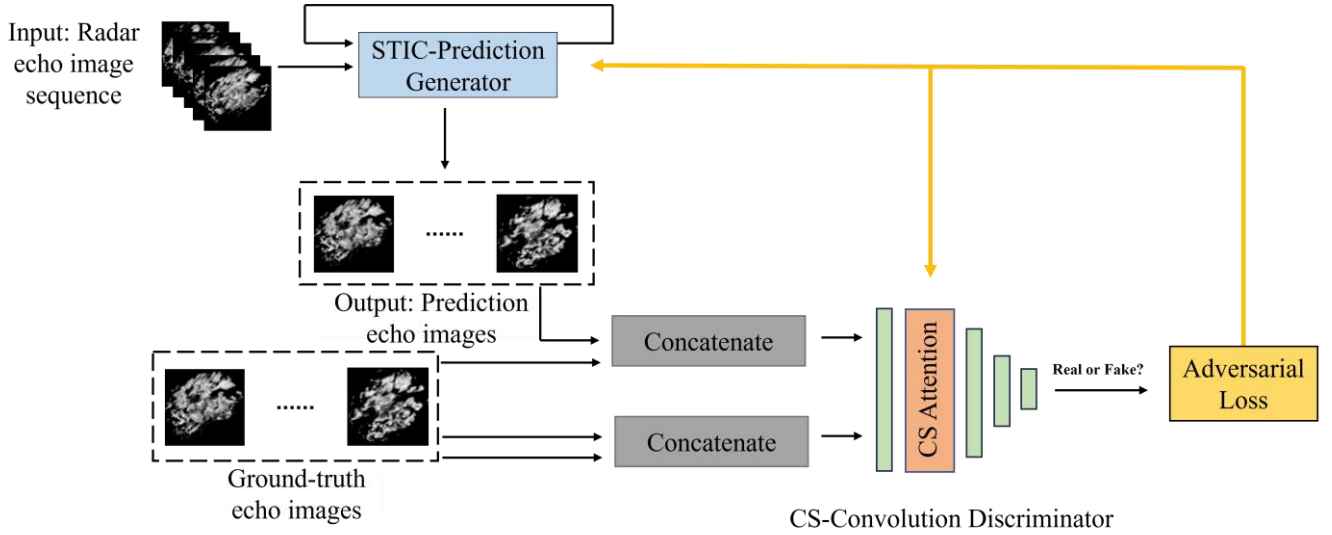 Input: Radar
echo image
sequence
STIC-Prediction
Generator
......
Output: Prediction
echo images
......
Ground-truth
echo images
Concatenate
Concatenate
CS Attention
Real or Fake?
Adversarial
Loss
CS-Convolution Discriminator